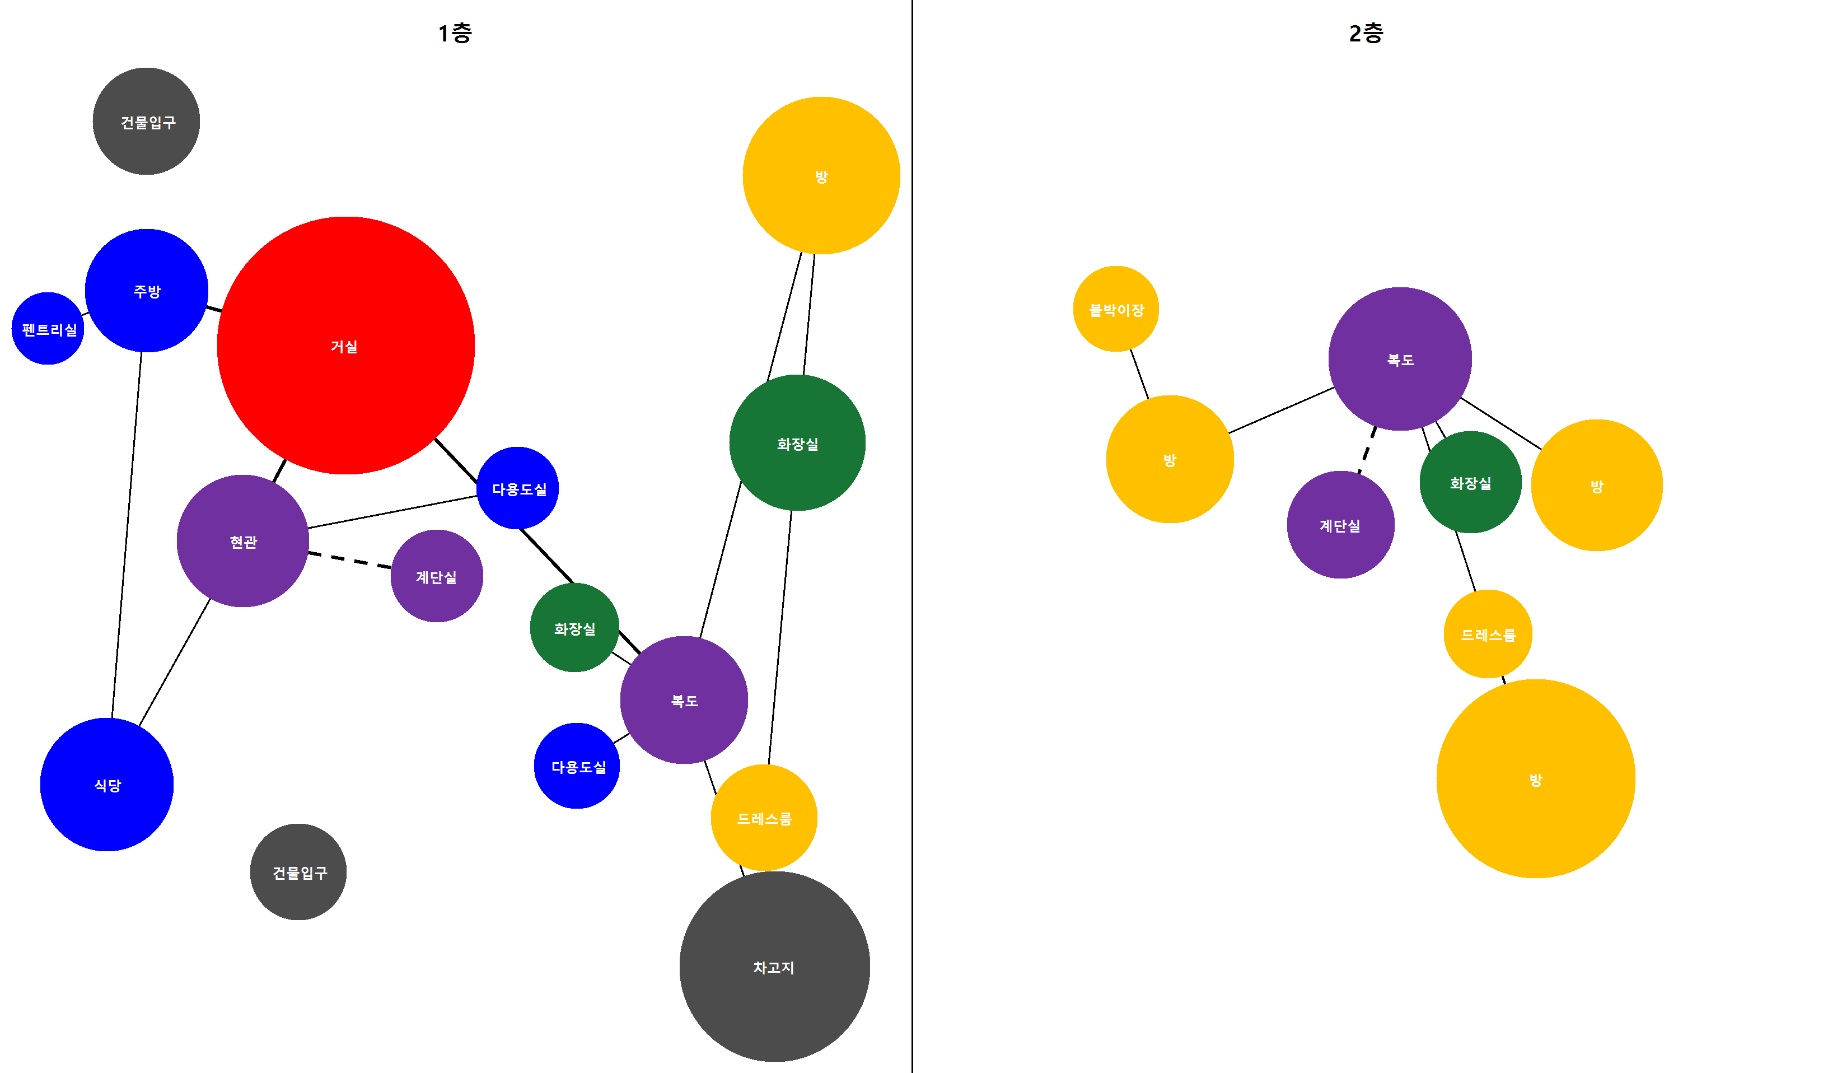 1층
건물입구
방
주방
펜트리실
거실
화장실
다용도실
현관
계단실
화장실
복도
다용도실
식당
드레스룸
건물입구
차고지
2층
붙박이장
복도
방
화장실
방
계단실
드레스룸
방